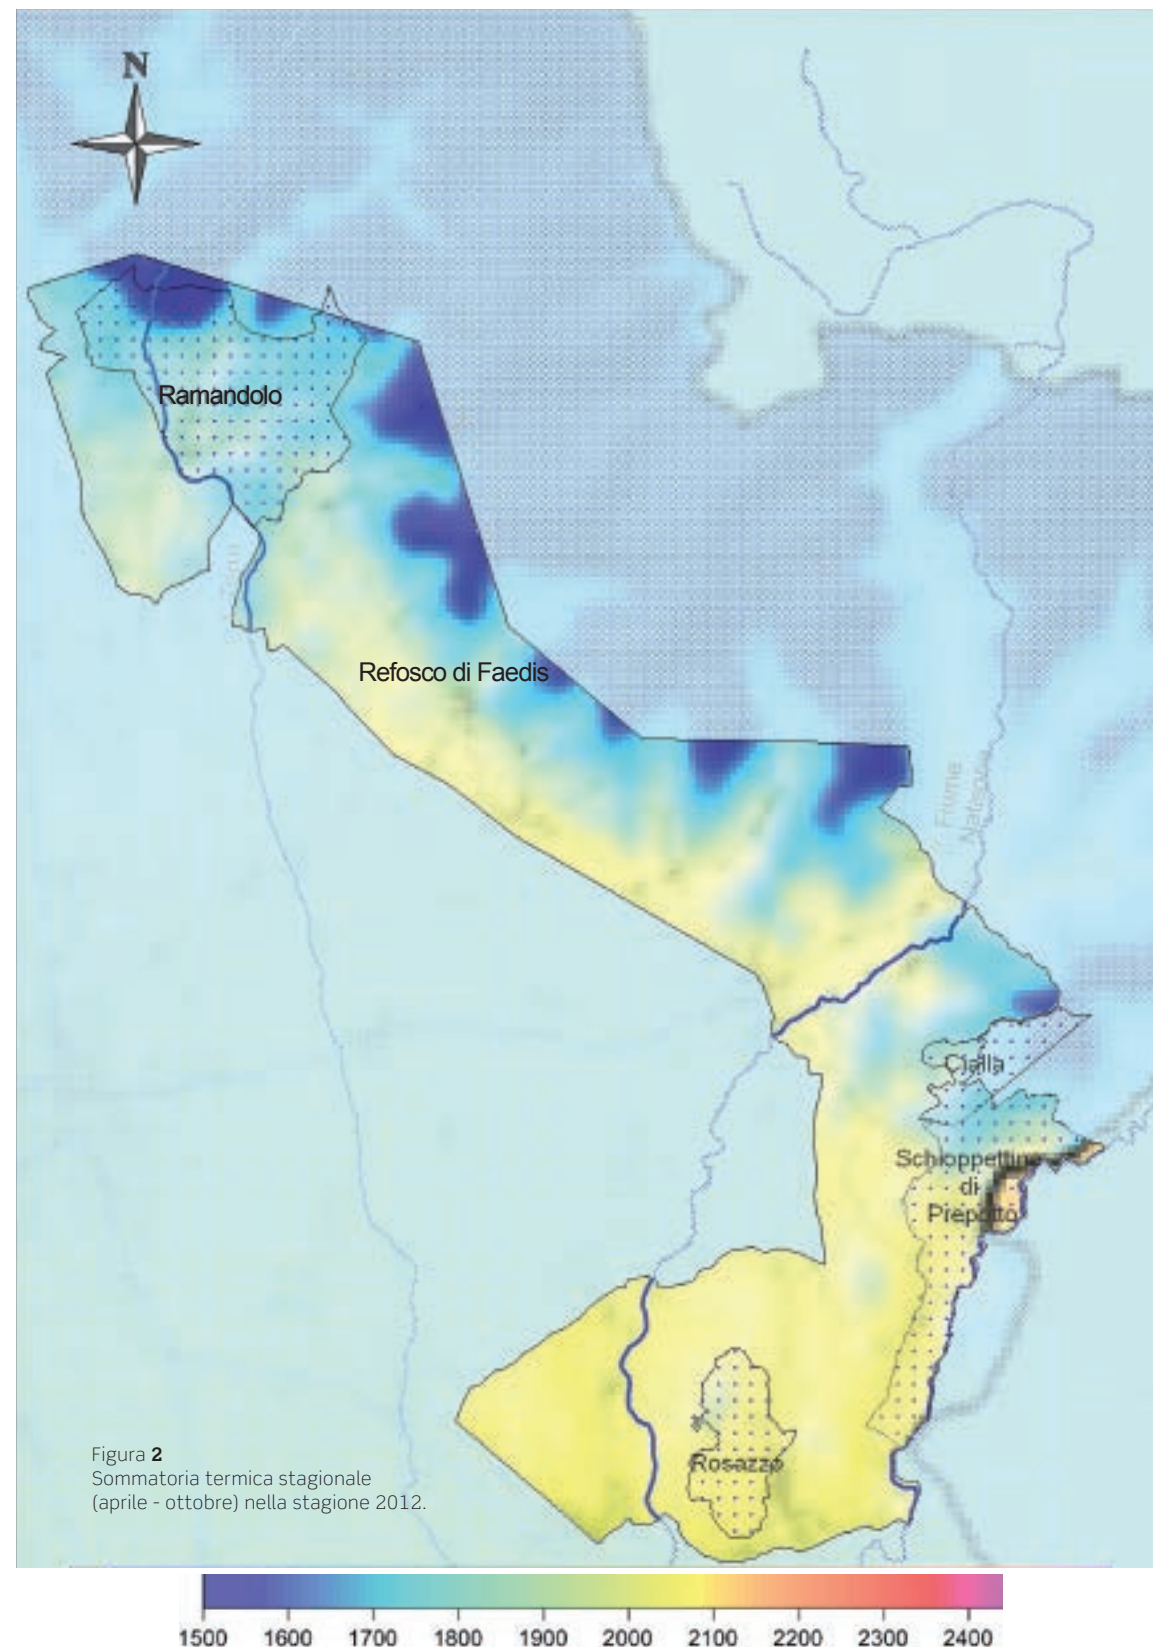 N
Ramandolo
Refosco di Faedis
Fiume
Natisone
Cialla
Schioppettino
di
Prepotto
Rosazzo
Figura 2
Sommatoria termica stagionale
(aprile - ottobre) nella stagione 2012.
1500 1600 1700 1800 1900 2000 2100 2200 2300 2400